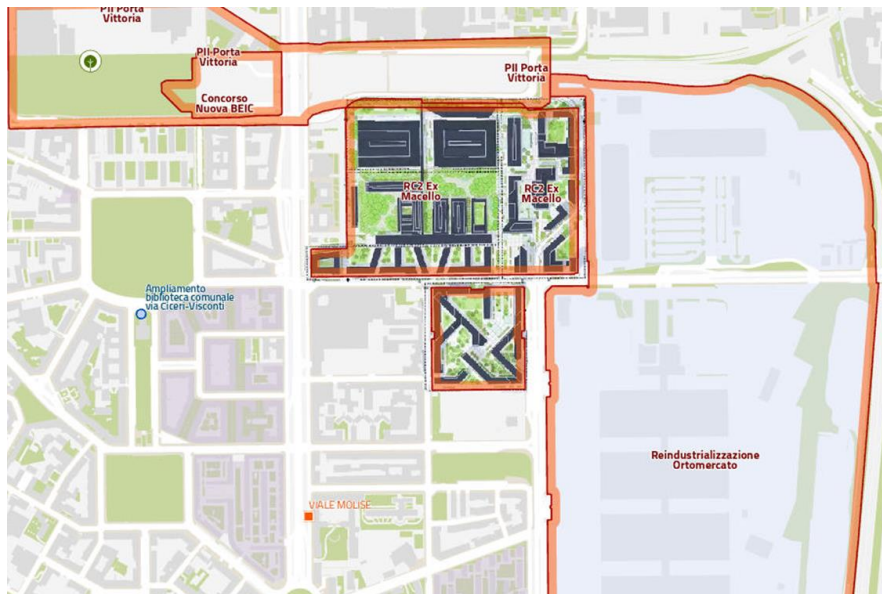 PII Porta
Vittoria
PII Porta
Vittoria
Concorso
Nuova BEIC
PII Porta
Vittoria
RC2 Ex
Macello
RC2 Ex
Macello
Ampliamento
biblioteca comunale
via Ciceri-Visconti
Reindustrializzazione
Ortomercato
VIALE MOLISE